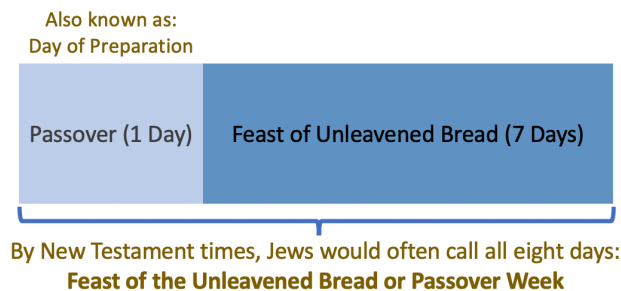 Also known as:
Day of Preparation
Passover (1 Day)
Feast of Unleavened Bread (7 Days)
By New Testament times, Jews would often call all eight days:
Feast of the Unleavened Bread or Passover Week